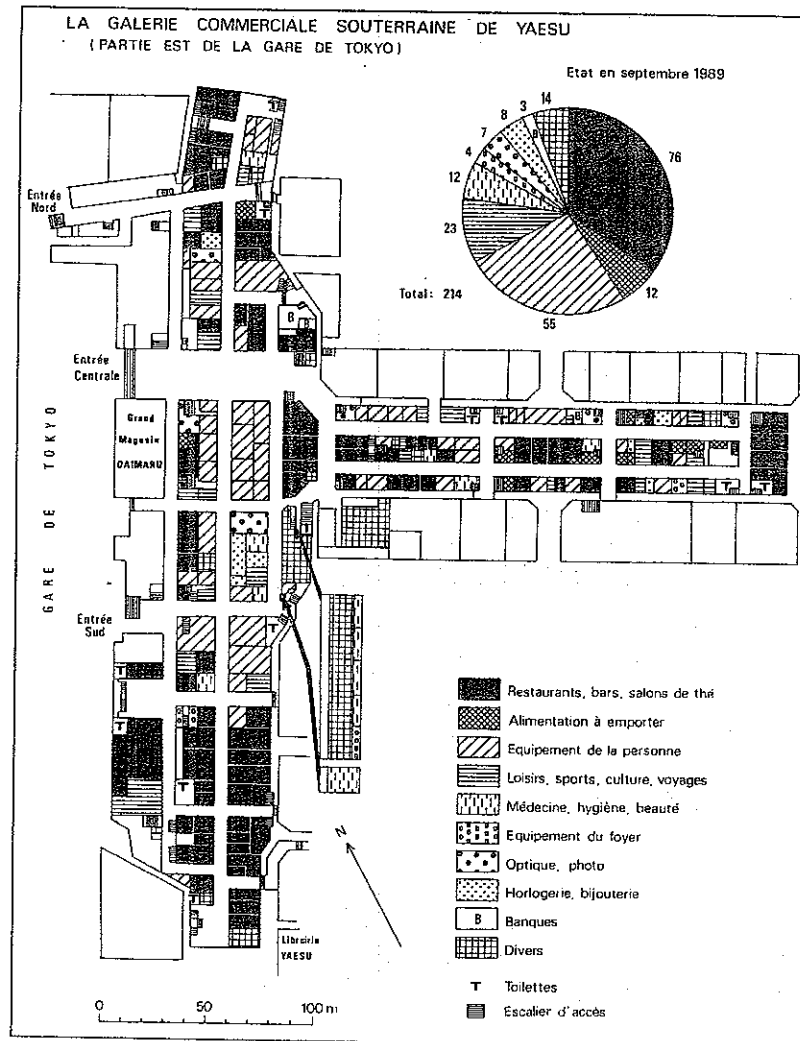 LA GALERIE COMMERCIALE SOUTERRAINE DE YAESU
(PARTIE EST DE LA GARE DE TOKYO)
Etat en septembre 1989
14
3
8
7
4
12
23
76
12
55
Total: 214
Entrée
Nord
B
B
B
Entrée
Centrale
Grand
Magasin
DAIMARU
GARE DE TOKYO
Entrée
Sud
T
T
T
T
T
T
T
T
T
Restaurants, bars, salons de thé
Alimentation à emporter
Equipement de la personne
Loisirs, sports, culture, voyages
Médecine, hygiène, beauté
Equipement du foyer
Optique, photo
Horlogerie, bijouterie
B Banques
Divers
T Toilettes
Escalier d'accès
N
Librairie
YAESU
0 50 100 m